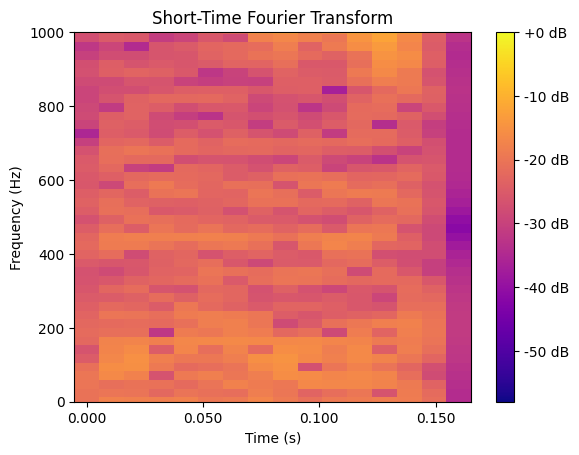 Short-Time Fourier Transform
1000
800
600
400
200
0
Frequency (Hz)
0.000
0.050
0.100
0.150
Time (s)
+0 dB
-10 dB
-20 dB
-30 dB
-40 dB
-50 dB